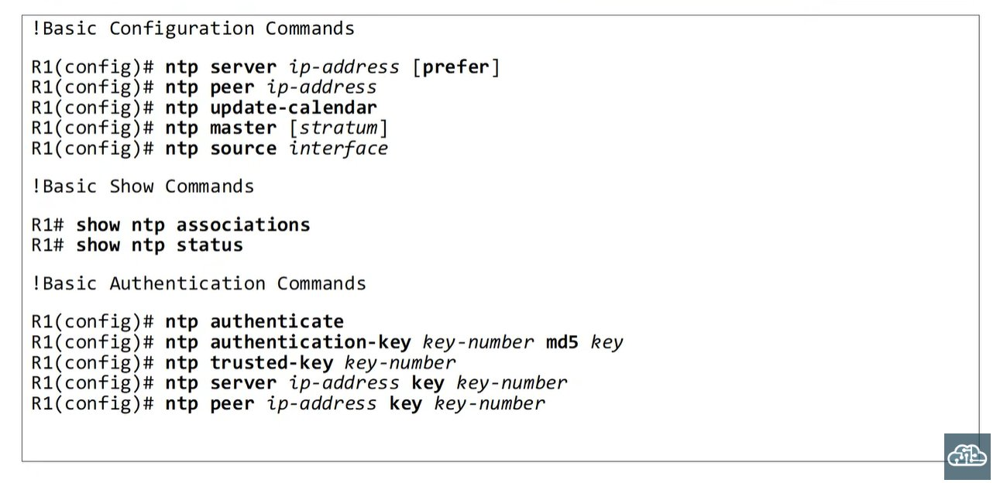 !Basic Configuration Commands
R1(config)# ntp server ip-address [prefer]
R1(config)# ntp peer ip-address
R1(config)# ntp update-calendar
R1(config)# ntp master [stratum]
R1(config)# ntp source interface
!Basic Show Commands
R1# show ntp associations
R1# show ntp status
!Basic Authentication Commands
R1(config)# ntp authenticate
R1(config)# ntp authentication-key key-number md5 key
R1(config)# ntp trusted-key key-number
R1(config)# ntp server ip-address key key-number
R1(config)# ntp peer ip-address key key-number